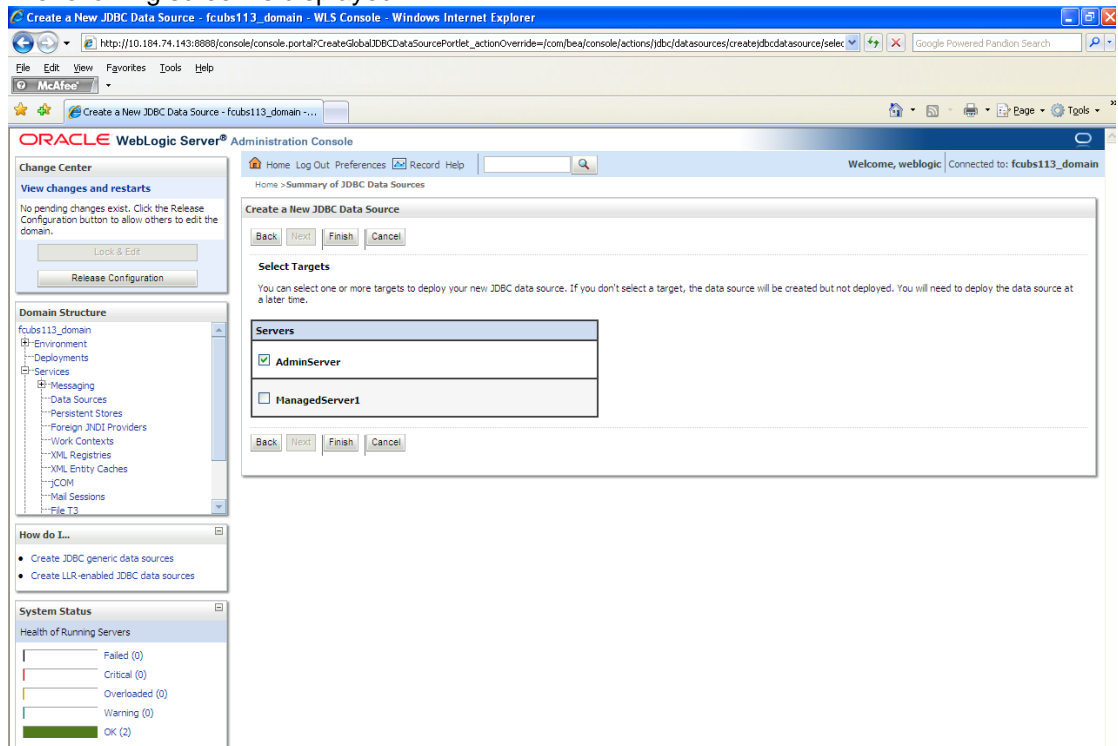 Create a New JDBC Data Source - fcubs113_domain - WLS Console - Windows Internet Explorer
http://10.184.74.143:8888/console/console.portal?CreateGlobalJDBCDataSourcePortlet_actionOverride=/com/bea/console/actions/jdbc/datasources/createjdbcdatasource/selec
Google Powered Pandion Search
File Edit View Favorites Tools Help
McAfee
Create a New JDBC Data Source - fcubs113_domain -...
Page Tools
ORACLE WebLogic Server® Administration Console
Change Center
View changes and restarts
No pending changes exist. Click the Release
Configuration button to allow others to edit the
domain.
Lock & Edit
Release Configuration
Domain Structure
fcubs113_domain
Environment
Deployments
Services
Messaging
Data Sources
Persistent Stores
Foreign JNDI Providers
Work Contexts
XML Registries
XML Entity Caches
jCOM
Mail Sessions
File T3
How do I...
Create JDBC generic data sources
Create LLR-enabled JDBC data sources
System Status
Health of Running Servers
Failed (0)
Critical (0)
Overloaded (0)
Warning (0)
OK (2)
Home Log Out Preferences Record Help
Welcome, weblogic Connected to: fcubs113_domain
Home >Summary of JDBC Data Sources
Create a New JDBC Data Source
Back Next Finish Cancel
Select Targets
You can select one or more targets to deploy your new JDBC data source. If you don't select a target, the data source will be created but not deployed. You will need to deploy the data source at
a later time.
Servers
AdminServer
ManagedServer1
Back Next Finish Cancel